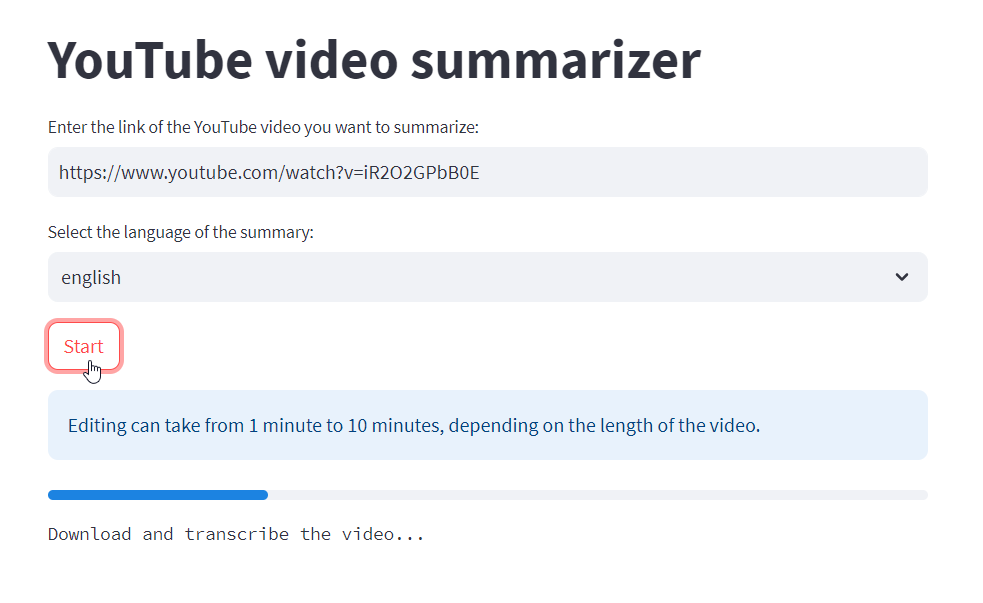 YouTube video summarizer
Enter the link of the YouTube video you want to summarize:
https://www.youtube.com/watch?v=iR2O2GPbB0E
Select the language of the summary:
english
Start
Editing can take from 1 minute to 10 minutes, depending on the length of the video.
Download and transcribe the video...